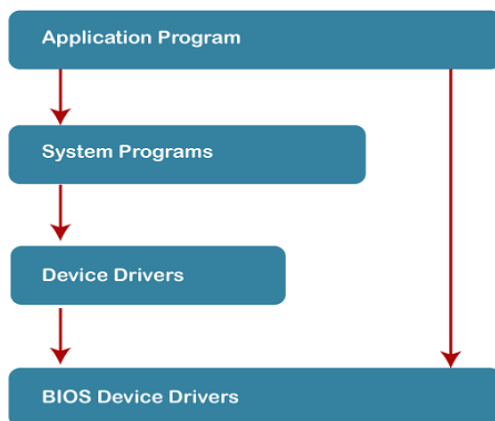 Application Program
System Programs
Device Drivers
BIOS Device Drivers